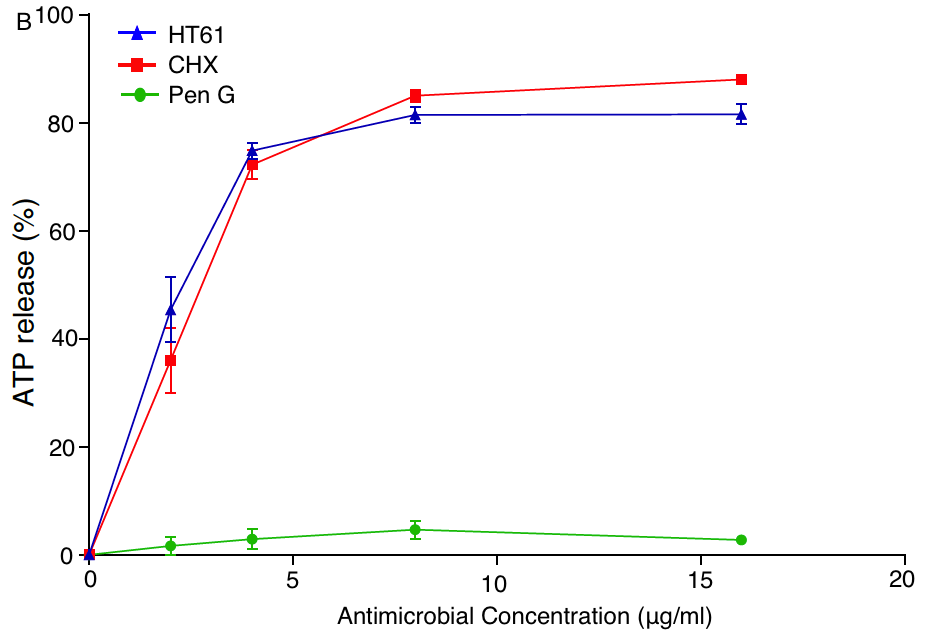 B
100
80
60
40
20
0
ATP release (%)
HT61
CHX
Pen G
0 5 10 15 20
Antimicrobial Concentration (µg/ml)